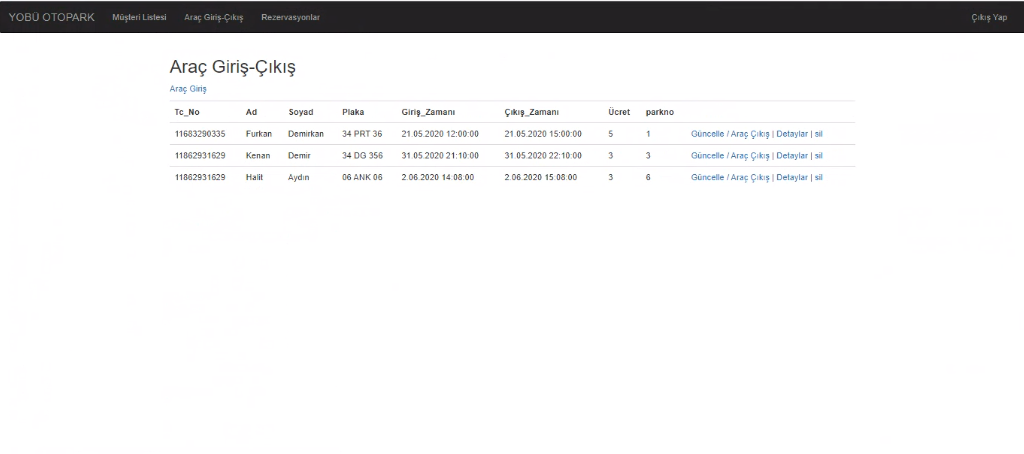 YOBÜ OTOPARK Müşteri Listesi Araç Giriş-Çıkış Rezervasyonlar Çıkış Yap
Araç Giriş-Çıkış
Araç Giriş
Tc_No Ad Soyad Plaka Giriş_Zamanı Çıkış_Zamanı Ücret parkno
11683290335 Furkan Demirkan 34 PRT 36 21.05.2020 12:00:00 21.05.2020 15:00:00 5 1 Güncelle / Araç Çıkış | Detaylar | sil
11862931629 Kenan Demir 34 DG 356 31.05.2020 21:10:00 31.05.2020 22:10:00 3 3 Güncelle / Araç Çıkış | Detaylar | sil
11862931629 Halit Aydın 06 ANK 06 2.06.2020 14:08:00 2.06.2020 15:08:00 3 6 Güncelle / Araç Çıkış | Detaylar | sil